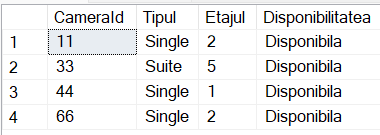 CameraId Tipul Etajul Disponibilitatea
1 11 Single 2 Disponibila
2 33 Suite 5 Disponibila
3 44 Single 1 Disponibila
4 66 Single 2 Disponibila